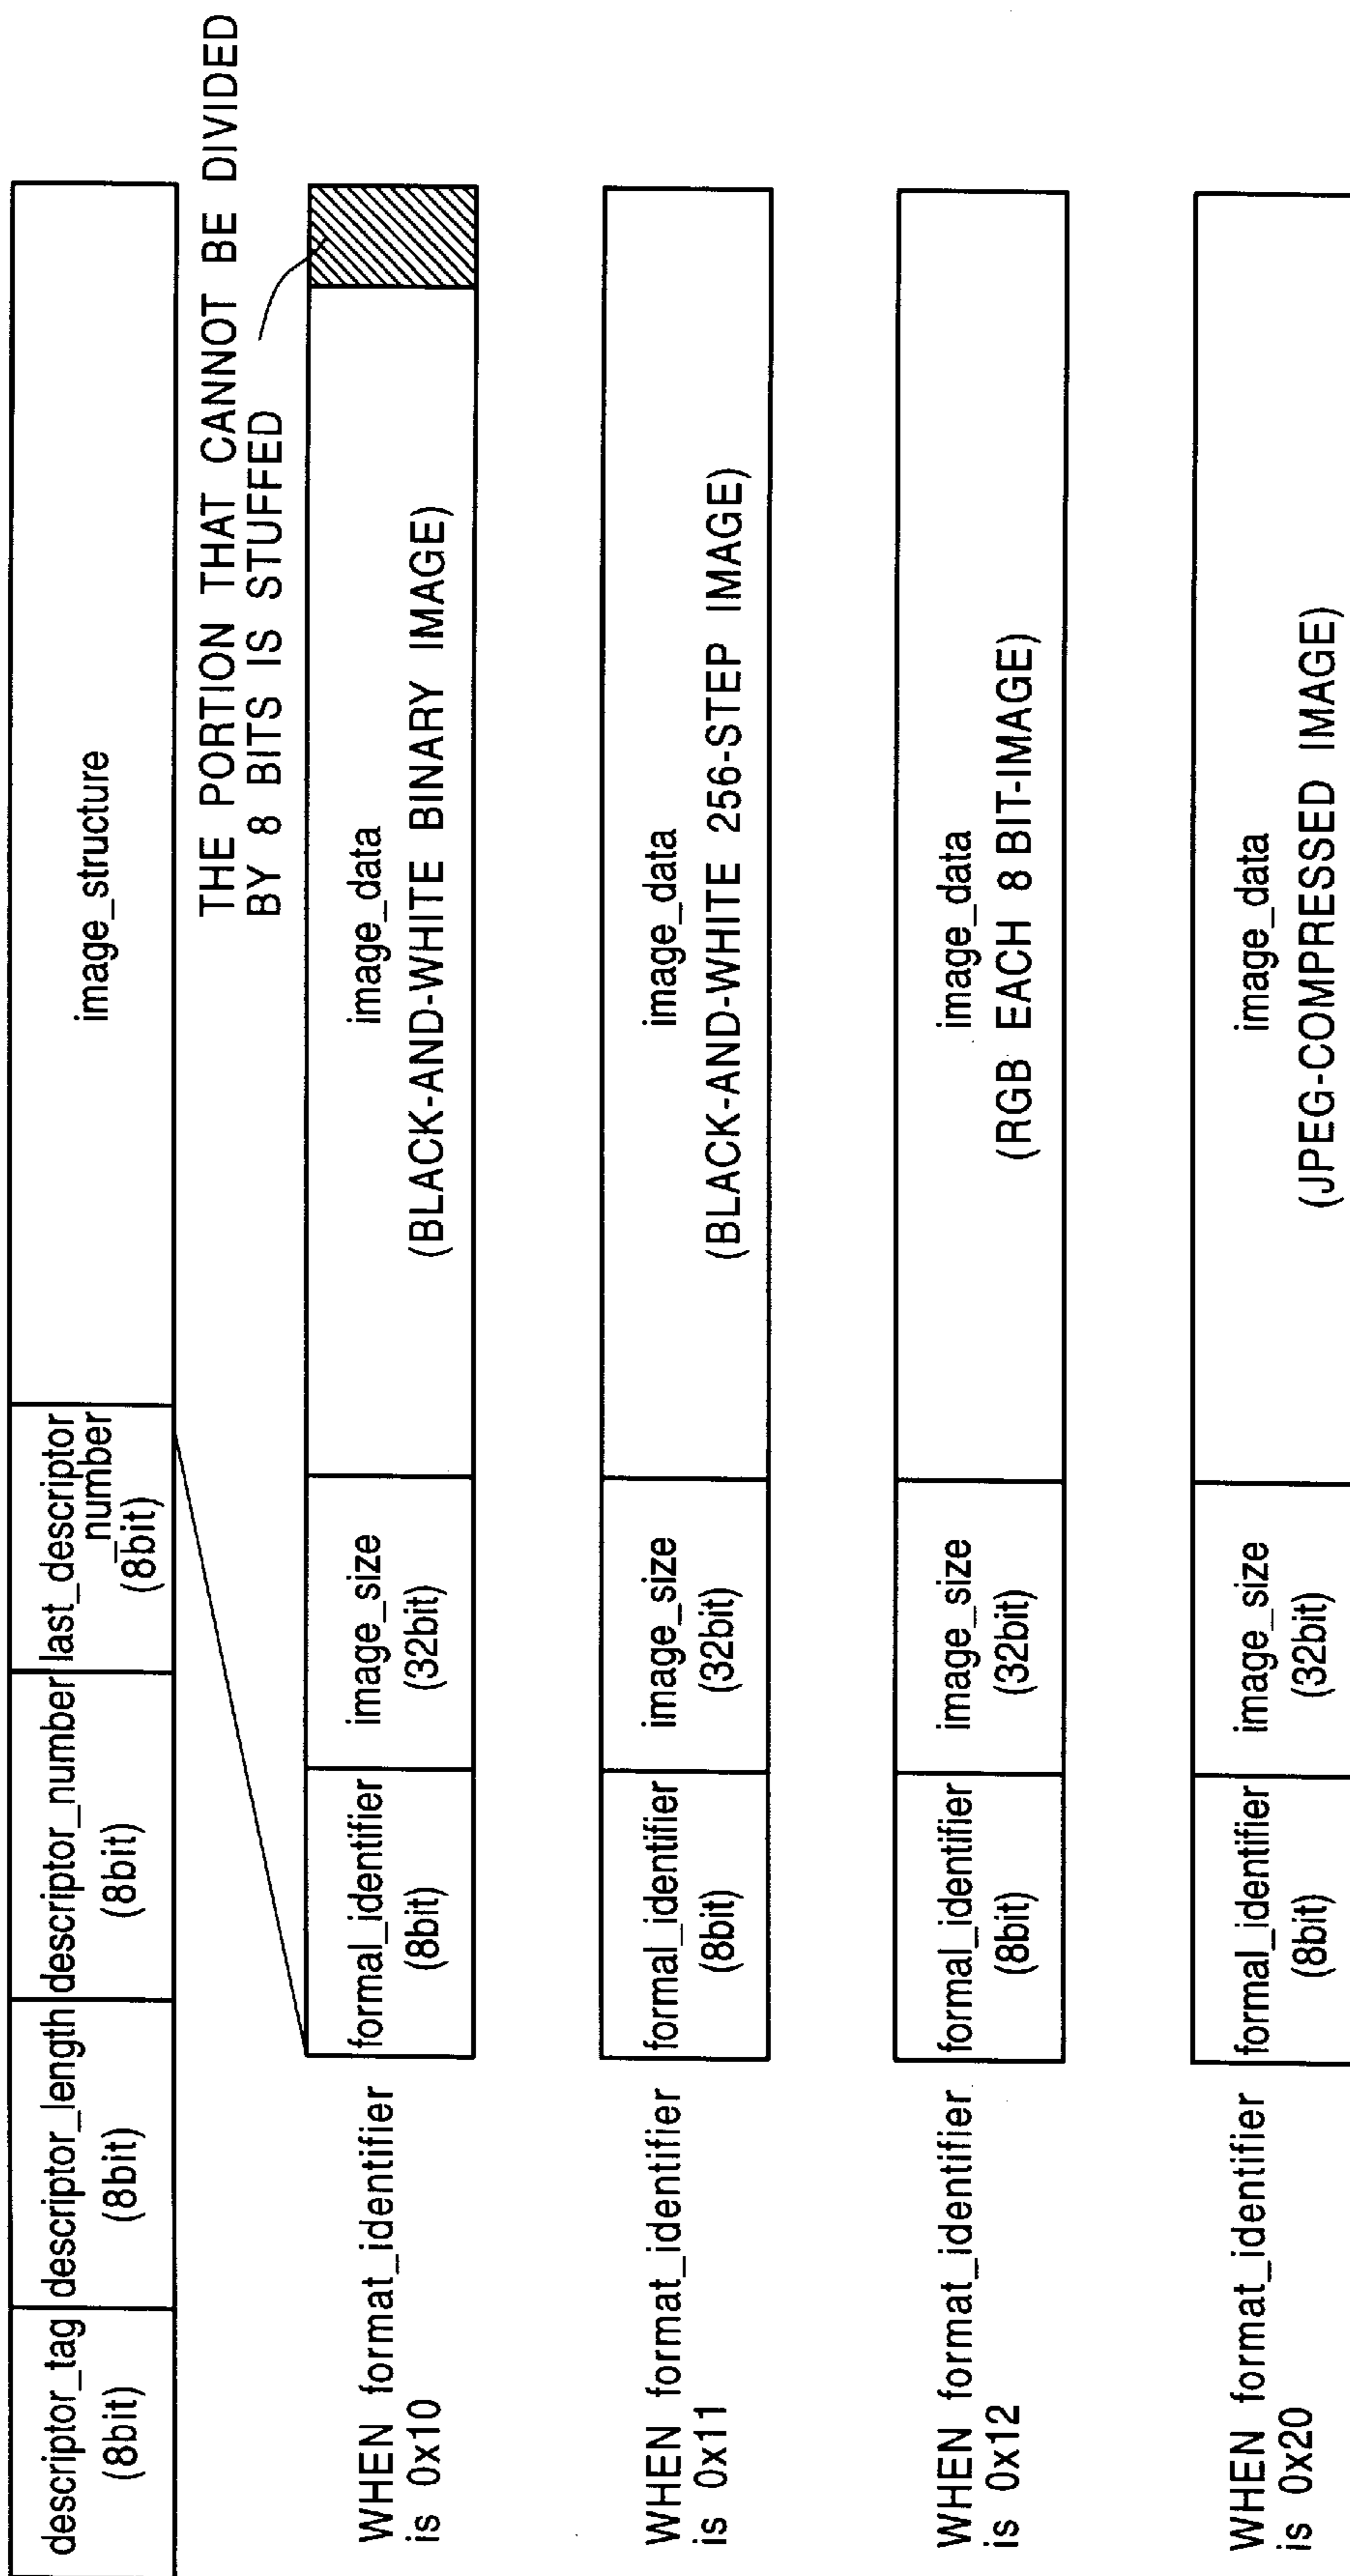 descriptor_tag
(8bit)
descriptor_length
(8bit)
descriptor_number
(8bit)
last_descriptor
_number
(8bit)
image_structure
THE PORTION THAT CANNOT BE DIVIDED
BY 8 BITS IS STUFFED
WHEN format_identifier
is 0x10
formal_identifier
(8bit)
image_size
(32bit)
image_data
(BLACK-AND-WHITE BINARY IMAGE)
WHEN format_identifier
is 0x11
formal_identifier
(8bit)
image_size
(32bit)
image_data
(BLACK-AND-WHITE 256-STEP IMAGE)
WHEN format_identifier
is 0x12
formal_identifier
(8bit)
image_size
(32bit)
image_data
(RGB EACH 8 BIT-IMAGE)
WHEN format_identifier
is 0x20
formal_identifier
(8bit)
image_size
(32bit)
image_data
(JPEG-COMPRESSED IMAGE)